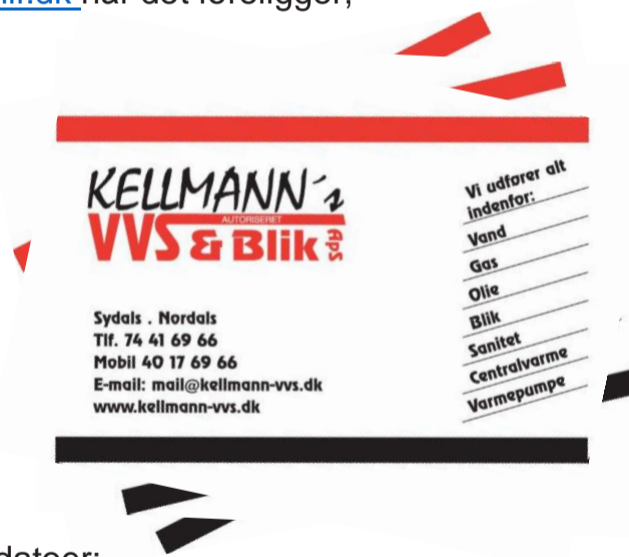 når det foreligger,
KELLMANN´s
AUTORISERET
VVS & Blik ApS
Sydals . Nordals
Tlf. 74 41 69 66
Mobil 40 17 69 66
E-mail: mail@kellmann-vvs.dk
www.kellmann-vvs.dk
Vi udfører alt
indenfor:
Vand
Gas
Olie
Blik
Sanitet
Centralvarme
Varmepumpe